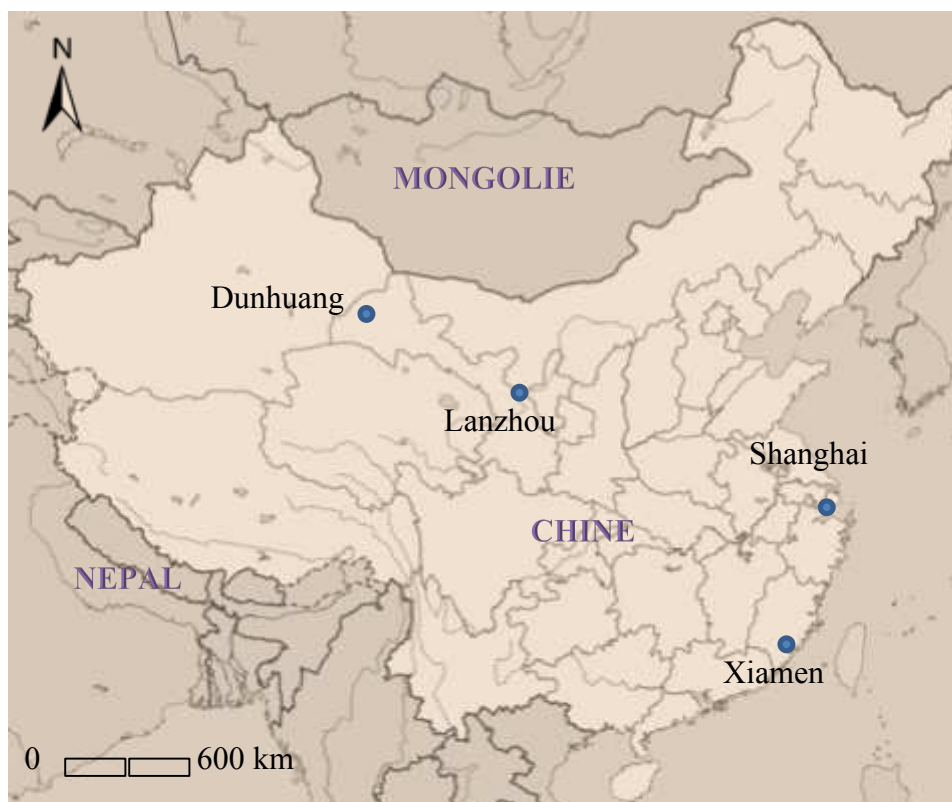 N
MONGOLIE
Dunhuang
Lanzhou
Shanghai
CHINE
NEPAL
Xiamen
0 600 km